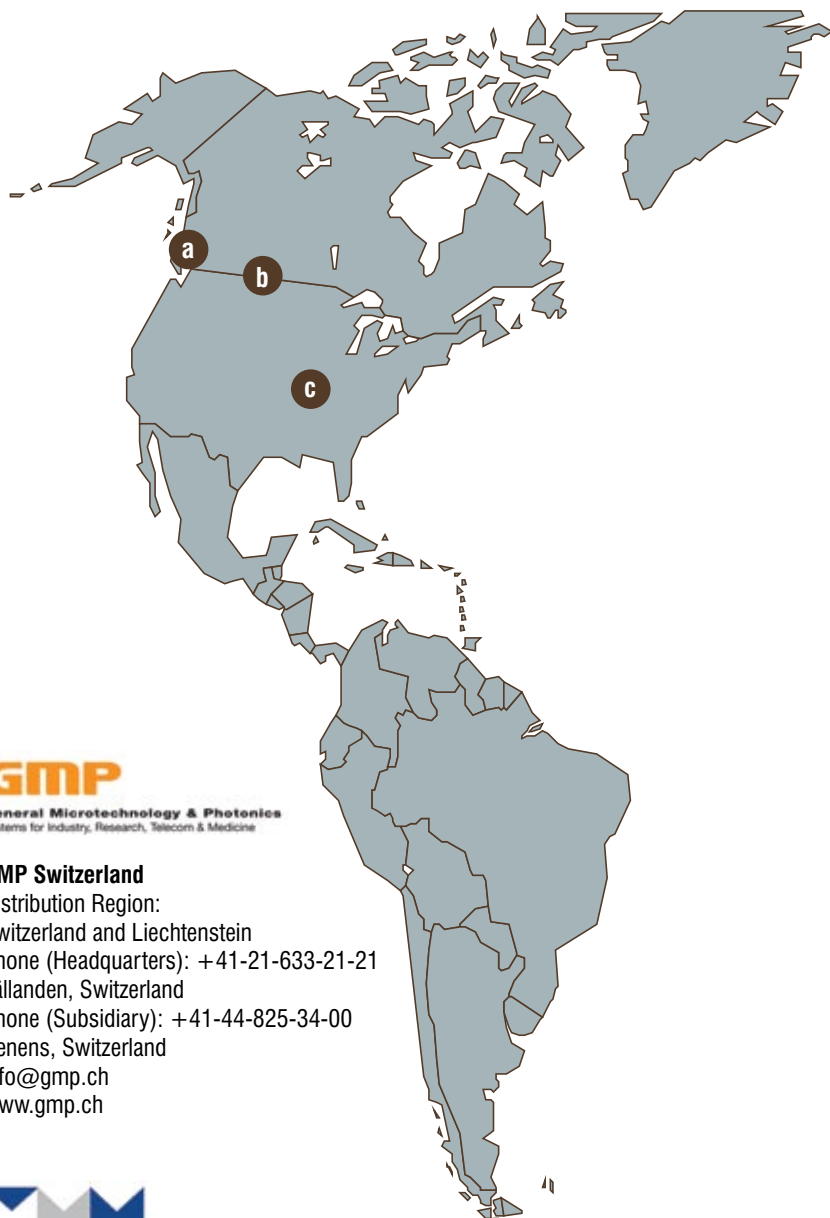 a
b
c
GMP
eneral Microtechnology & Photonics
stems for Industry, Research, Telecom & Medicine
MP Switzerland
istribution Region:
witzerland and Liechtenstein
hone (Headquarters): +41-21-633-21-21
ällanden, Switzerland
hone (Subsidiary): +41-44-825-34-00
enens, Switzerland
fo@gmp.ch
ww.gmp.ch